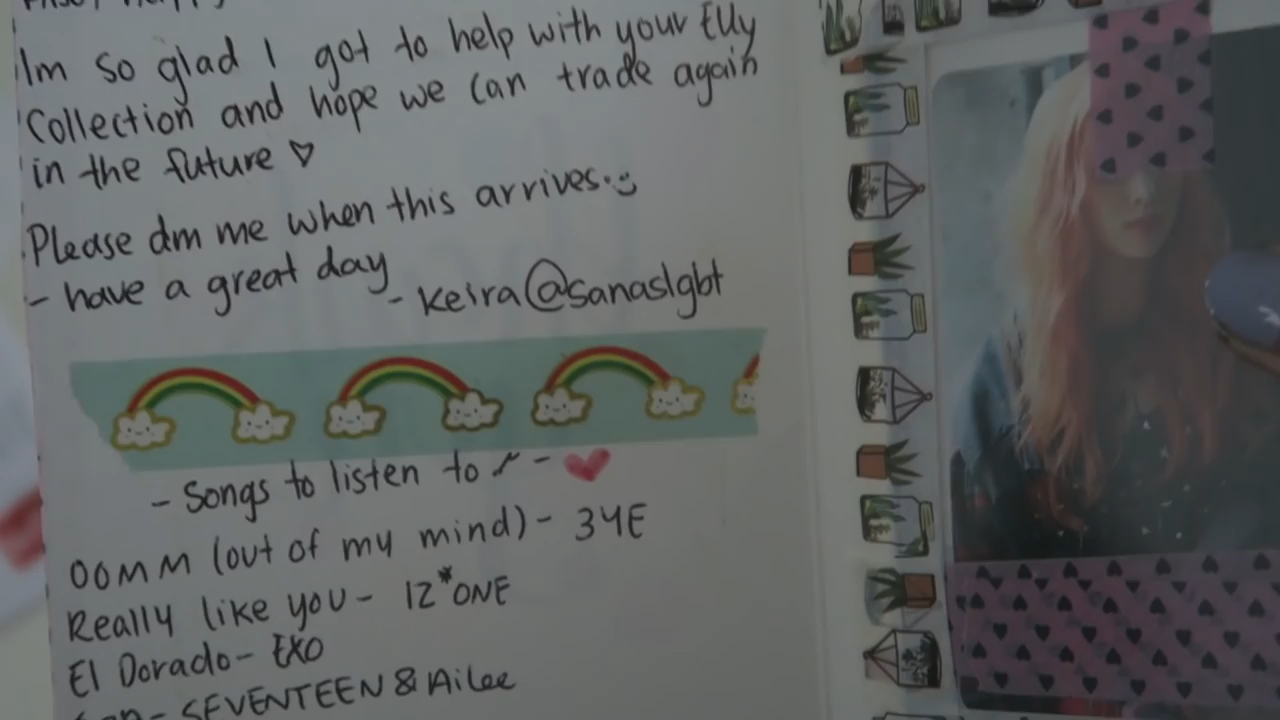 Im so glad I got to help with your Elly
Collection and hope we can trade again
in the future ♡
Please dm me when this arrives :)
- have a great day
- keira@sanaslgbt
- Songs to listen to - ❤
OOMM (out of my mind) - 3YE
Really like you - IZ*ONE
El Dorado - EXO
- SEVENTEEN & Ailee